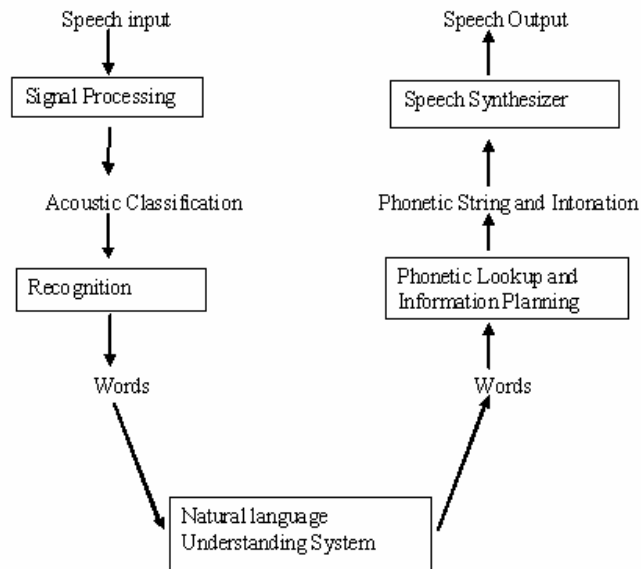 Speech input
Signal Processing
Acoustic Classification
Recognition
Words
Natural language
Understanding System
Words
Phonetic Lookup and
Information Planning
Phonetic String and Intonation
Speech Synthesizer
Speech Output